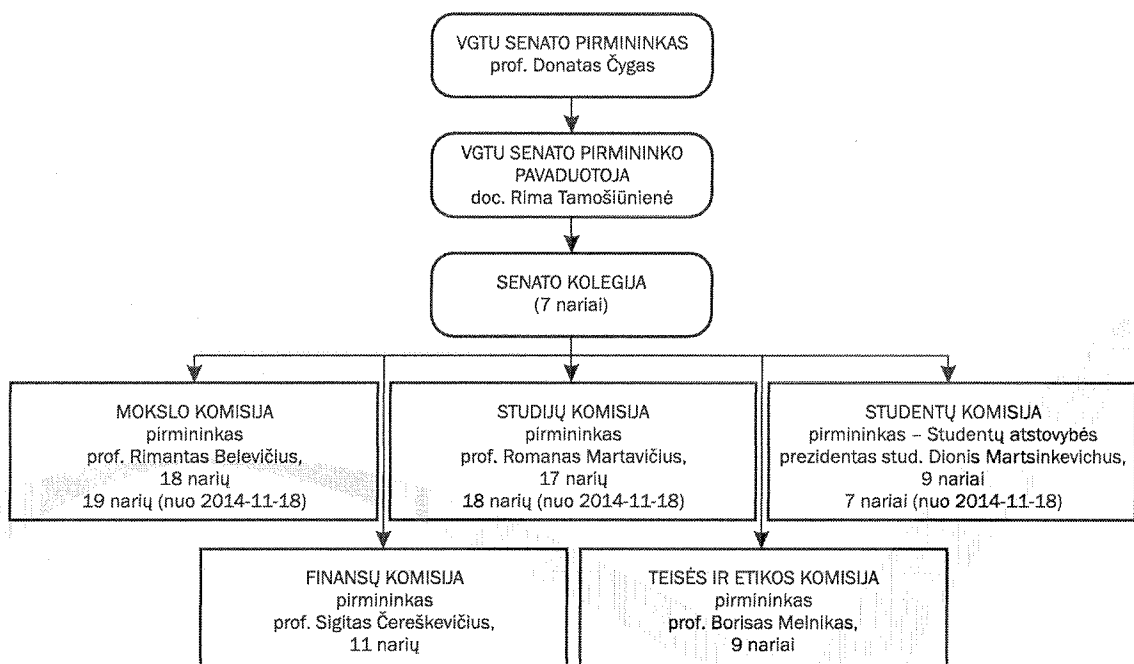 VGTU SENATO PIRMININKAS
prof. Donatas Čygas
VGTU SENATO PIRMININKO
PAVADUOTOJA
doc. Rima Tamošiūnienė
SENATO KOLEGIJA
(7 nariai)
MOKSLO KOMISIJA
pirmininkas
prof. Rimantas Belevičius,
18 narių
19 narių (nuo 2014-11-18)
STUDIJŲ KOMISIJA
pirmininkas
prof. Romanas Martavičius,
17 narių
18 narių (nuo 2014-11-18)
STUDENTŲ KOMISIJA
pirmininkas – Studentų atstovybės
prezidentas stud. Dionis Martsinkevichus,
9 nariai
7 nariai (nuo 2014-11-18)
FINANSŲ KOMISIJA
pirmininkas
prof. Sigitas Čereškevičius,
11 narių
TEISĖS IR ETIKOS KOMISIJA
pirmininkas
prof. Borisas Melnikas,
9 nariai